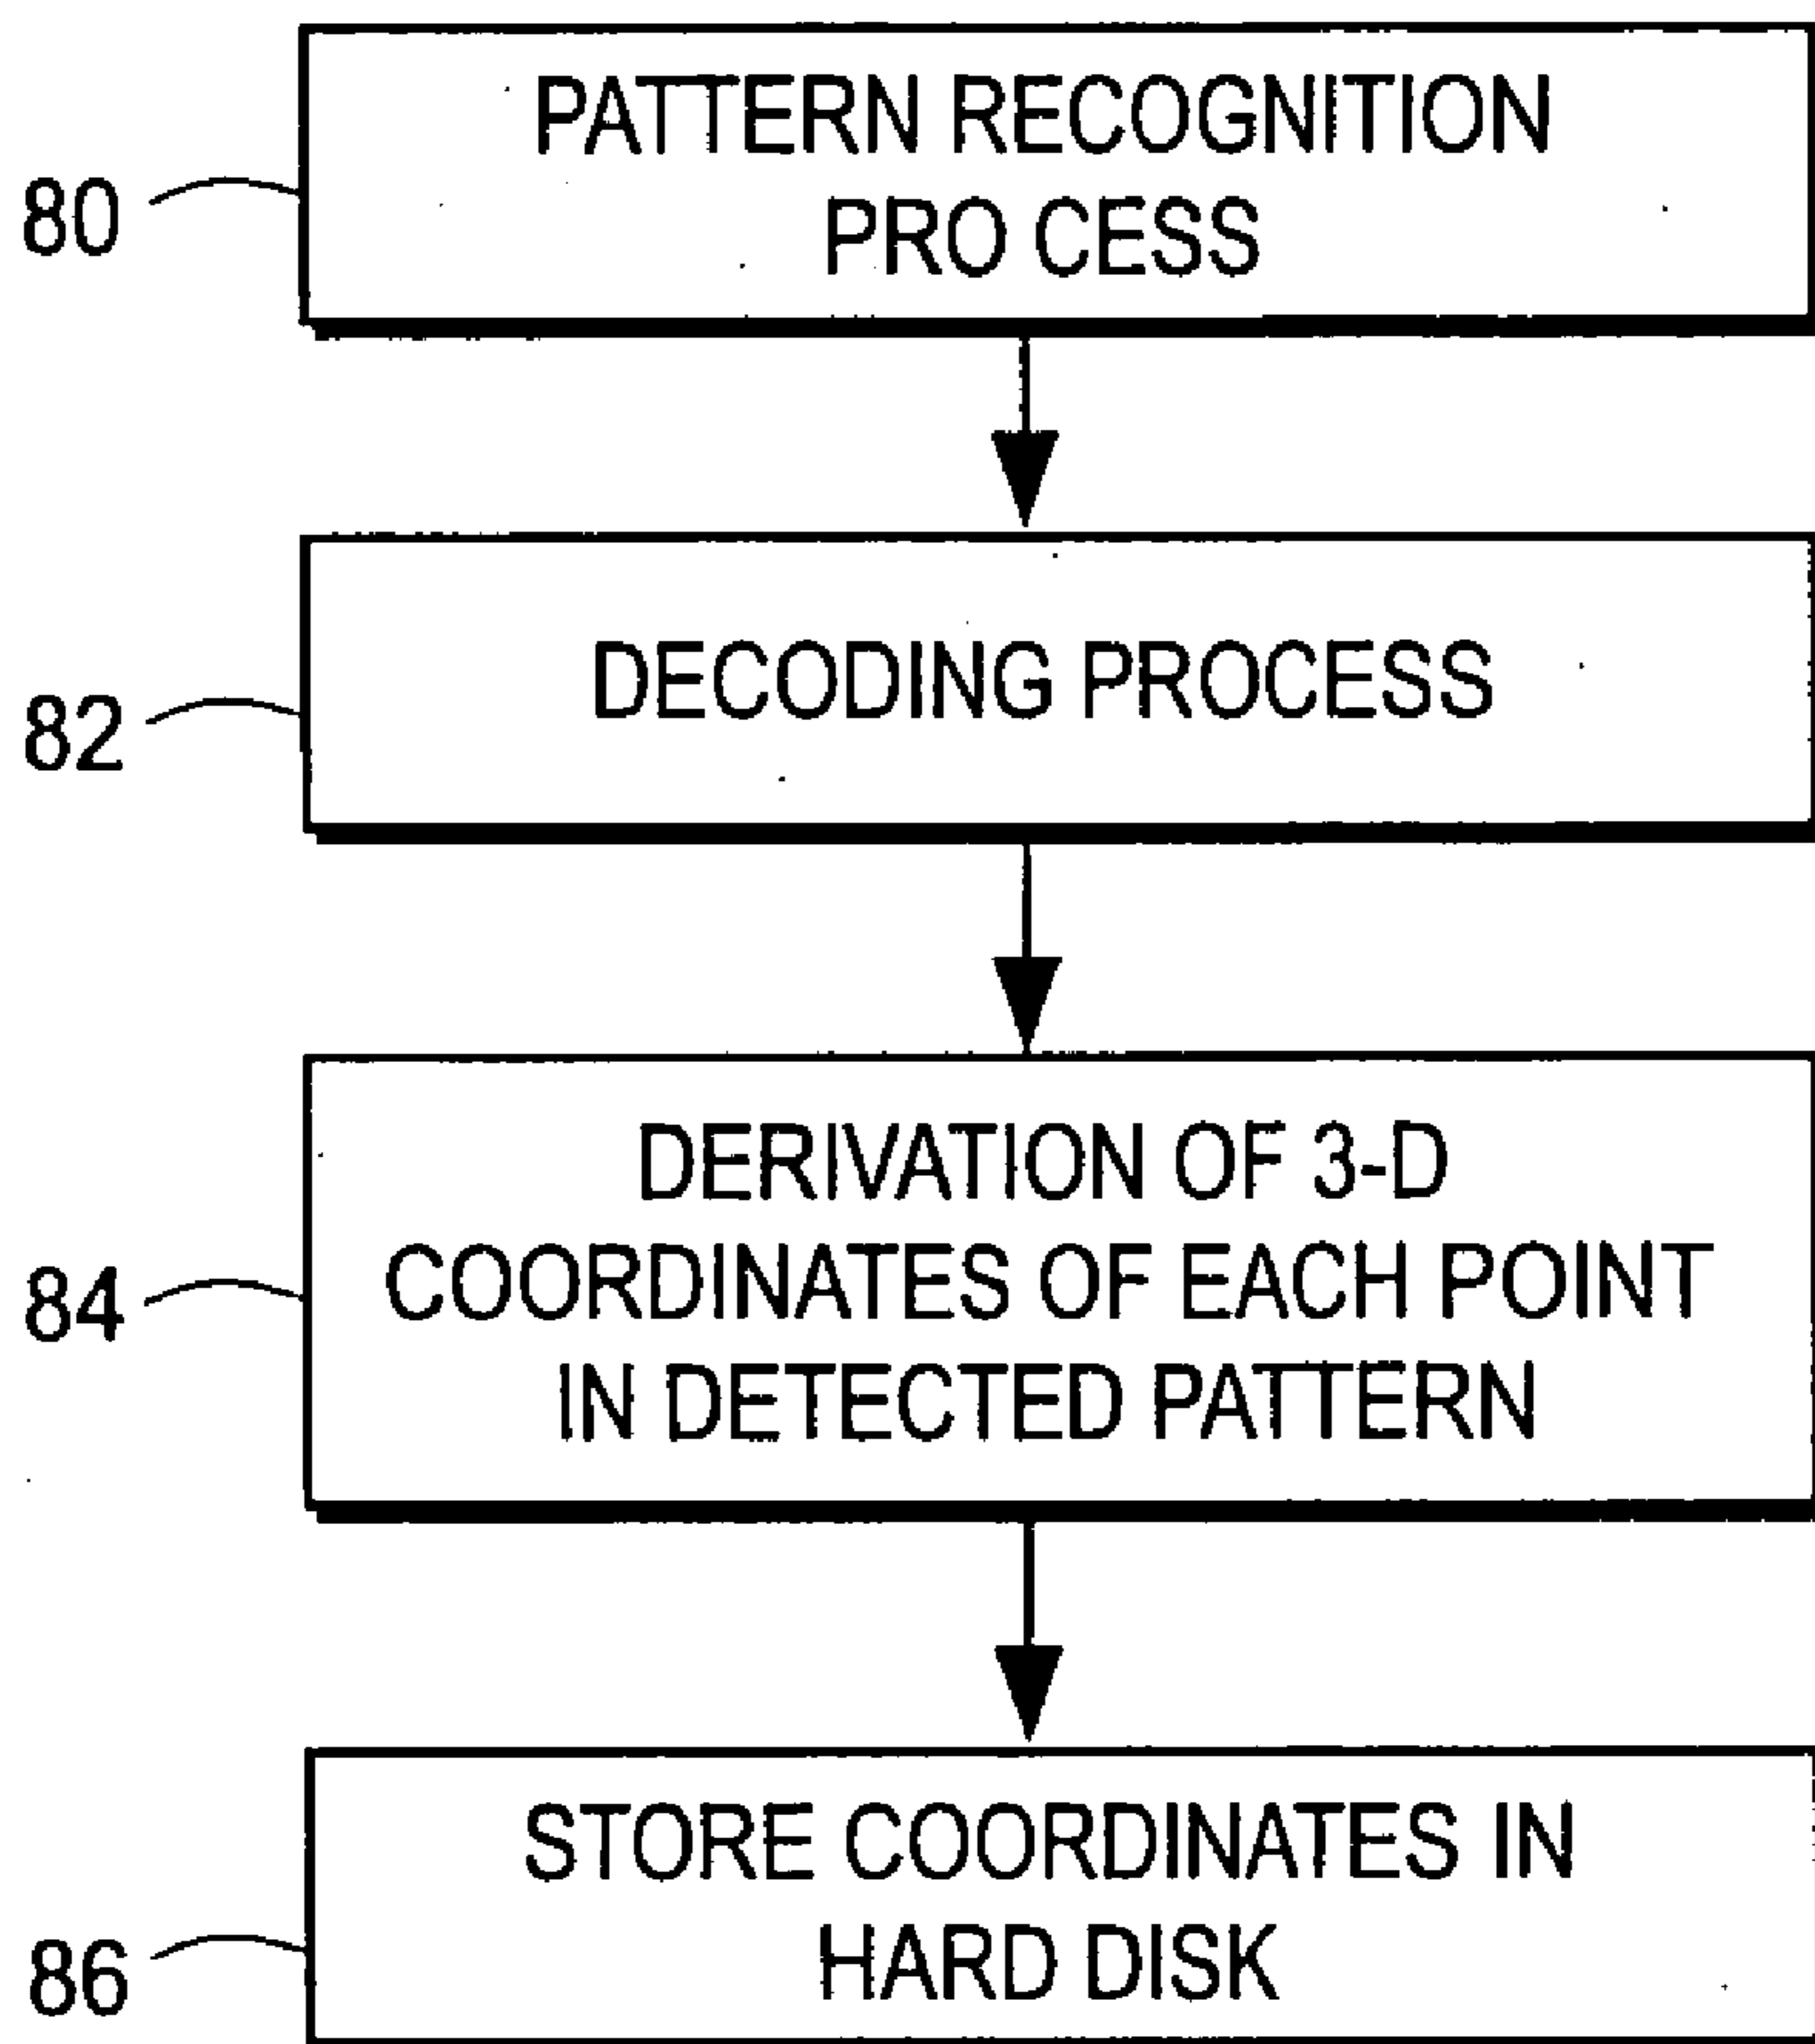 PATTERN RECOGNITION
PRO CESS
80
DECODING PROCESS
82
DERIVATION OF 3-D
COORDINATES OF EACH POINT
IN DETECTED PATTERN
84
STORE COORDINATES IN
HARD DISK
86